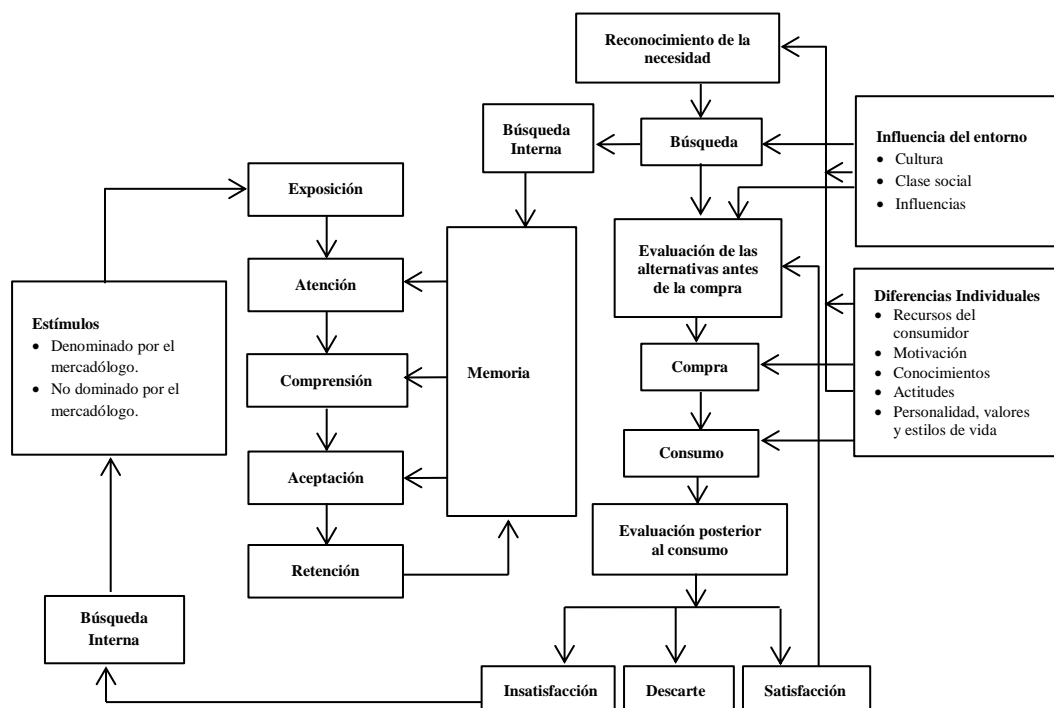 Reconocimiento de la
necesidad
Búsqueda
Interna
Búsqueda
Influencia del entorno
• Cultura
• Clase social
• Influencias
Exposición
Evaluación de las
alternativas antes
de la compra
Atención
Estímulos
• Denominado por el
mercadólogo.
• No dominado por el
mercadólogo.
Diferencias Individuales
• Recursos del
consumidor
• Motivación
• Conocimientos
• Actitudes
• Personalidad, valores
y estilos de vida
Comprensión
Memoria
Compra
Consumo
Aceptación
Evaluación posterior
al consumo
Retención
Búsqueda
Interna
Insatisfacción
Descarte
Satisfacción